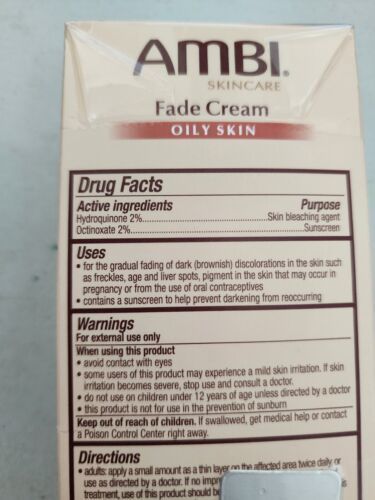 AMBI.
SKINCARE
Fade Cream
OILY SKIN
Drug Facts
Active ingredients Purpose
Hydroquinone 2%..........................Skin bleaching agent
Octinoxate 2%..........................................Sunscreen
Uses
• for the gradual fading of dark (brownish) discolorations in the skin such
as freckles, age and liver spots, pigment in the skin that may occur in
pregnancy or from the use of oral contraceptives
• contains a sunscreen to help prevent darkening from reoccurring
Warnings
For external use only
When using this product
• avoid contact with eyes
• some users of this product may experience a mild skin irritation. If skin
irritation becomes severe, stop use and consult a doctor.
• do not use on children under 12 years of age unless directed by a doctor
• this product is not for use in the prevention of sunburn
Keep out of reach of children. If swallowed, get medical help or contact
a Poison Control Center right away.
Directions
• adults: apply a small amount as a thin layer on the affected area twice daily or
use as directed by a doctor. If no
treatment, use of this product should